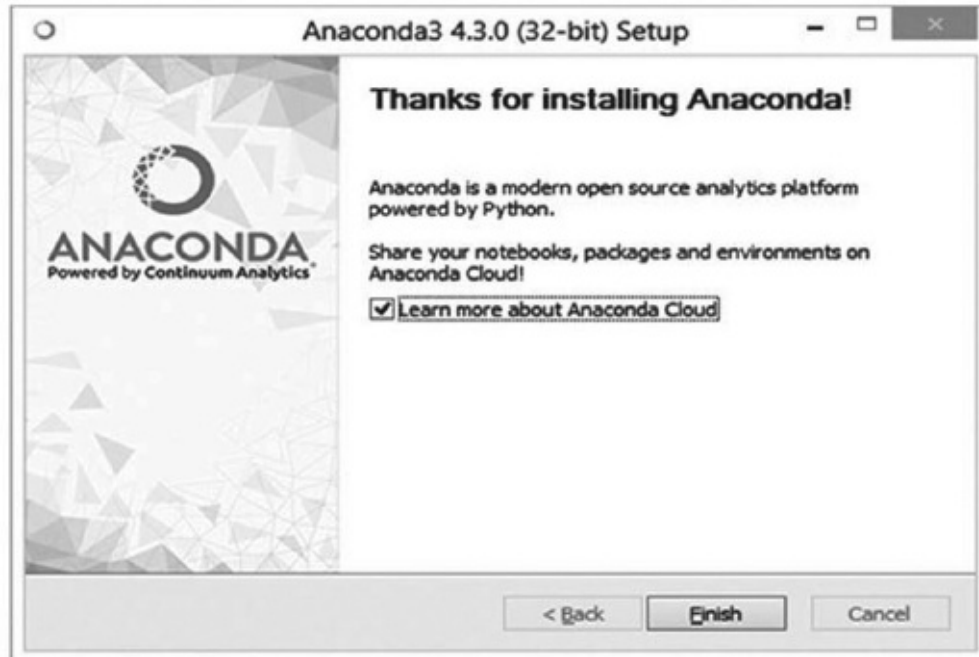 Anaconda3 4.3.0 (32-bit) Setup
Thanks for installing Anaconda!
Anaconda is a modern open source analytics platform
powered by Python.
Share your notebooks, packages and environments on
Anaconda Cloud!
Learn more about Anaconda Cloud
ANACONDA
Powered by Continuum Analytics
< Back
Finish
Cancel